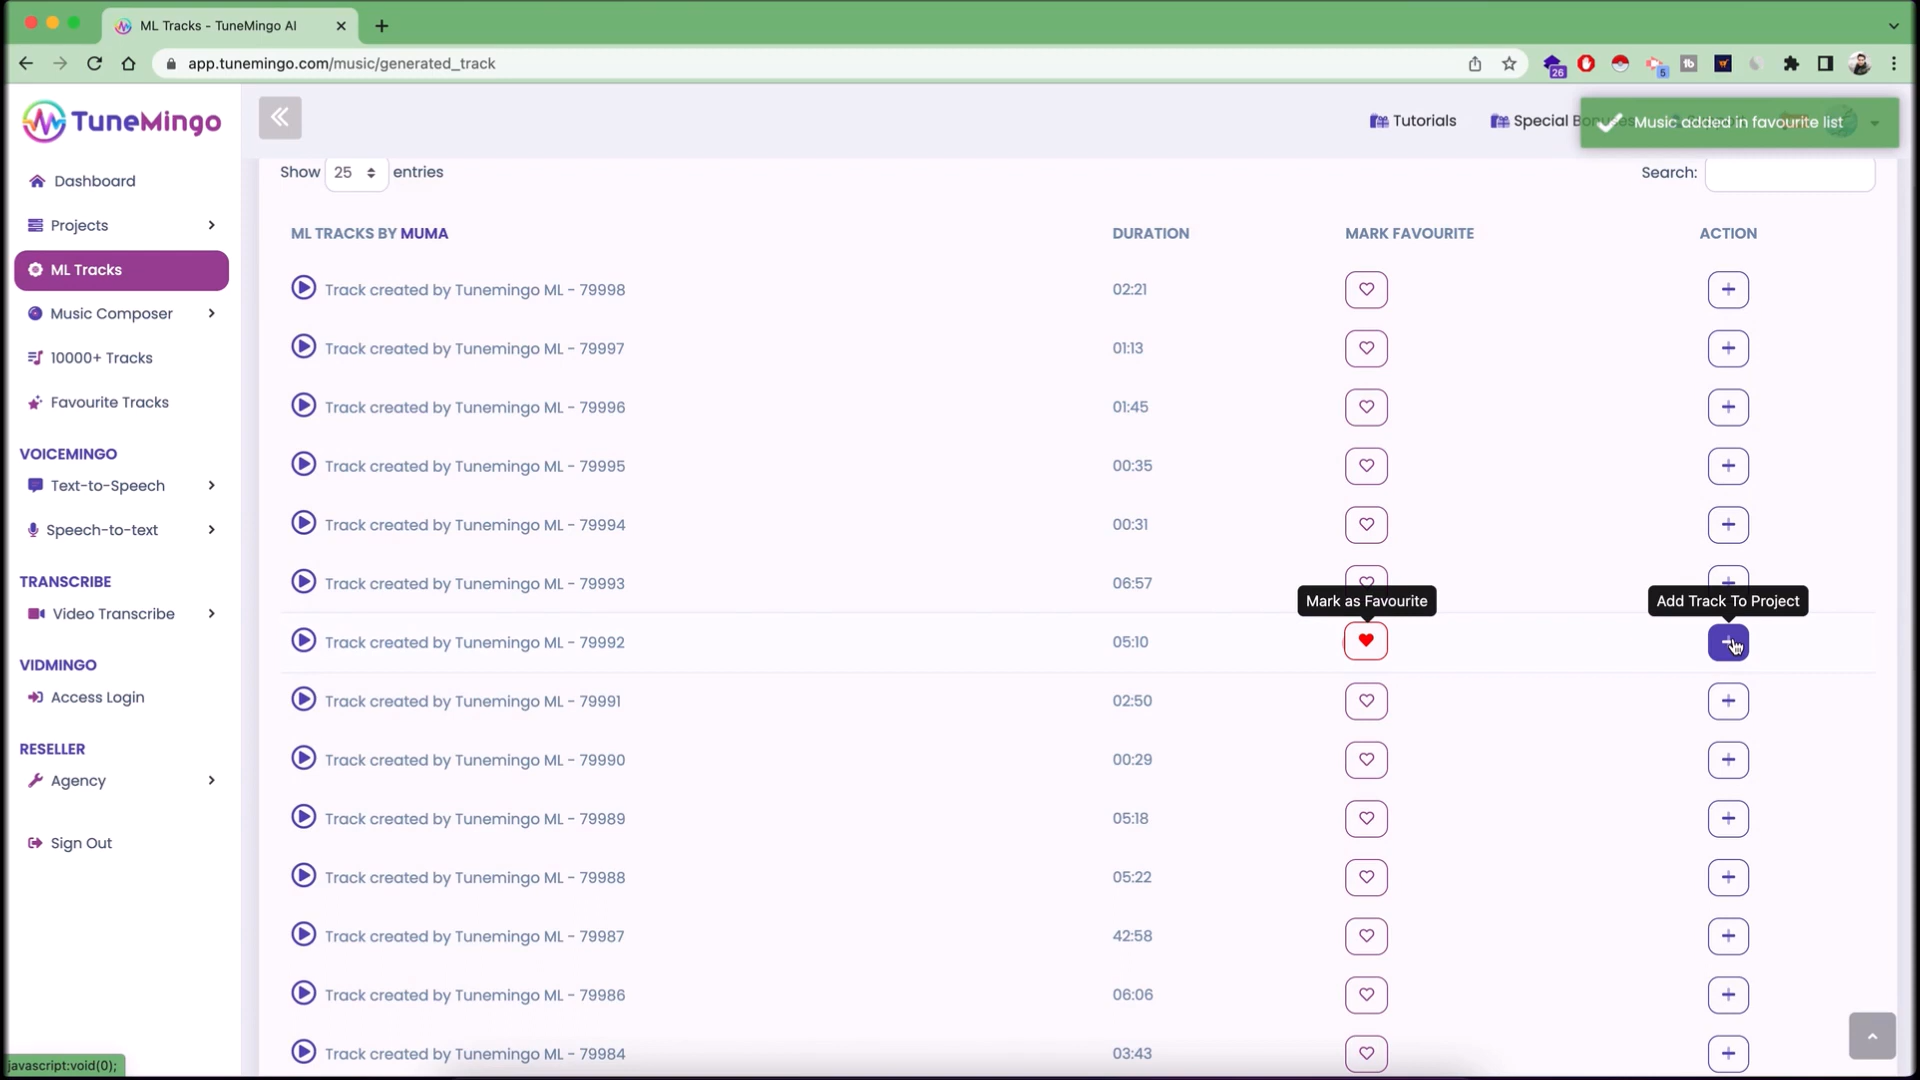 ML Tracks - TuneMingo AI
app.tunemingo.com/music/generated_track
26
5
tb
TuneMingo
Tutorials
Special Bonuses
Music added in favourite list
Dashboard
Projects
ML Tracks
Music Composer
10000+ Tracks
Favourite Tracks
VOICEMINGO
Text-to-Speech
Speech-to-text
TRANSCRIBE
Video Transcribe
VIDMINGO
Access Login
RESELLER
Agency
Sign Out
Show 25 entries
Search:
ML TRACKS BY MUMA DURATION MARK FAVOURITE ACTION
Track created by Tunemingo ML - 79998 02:21
Track created by Tunemingo ML - 79997 01:13
Track created by Tunemingo ML - 79996 01:45
Track created by Tunemingo ML - 79995 00:35
Track created by Tunemingo ML - 79994 00:31
Track created by Tunemingo ML - 79993 06:57
Mark as Favourite
Add Track To Project
Track created by Tunemingo ML - 79992 05:10
Track created by Tunemingo ML - 79991 02:50
Track created by Tunemingo ML - 79990 00:29
Track created by Tunemingo ML - 79989 05:18
Track created by Tunemingo ML - 79988 05:22
Track created by Tunemingo ML - 79987 42:58
Track created by Tunemingo ML - 79986 06:06
Track created by Tunemingo ML - 79984 03:43
javascript:void(0);